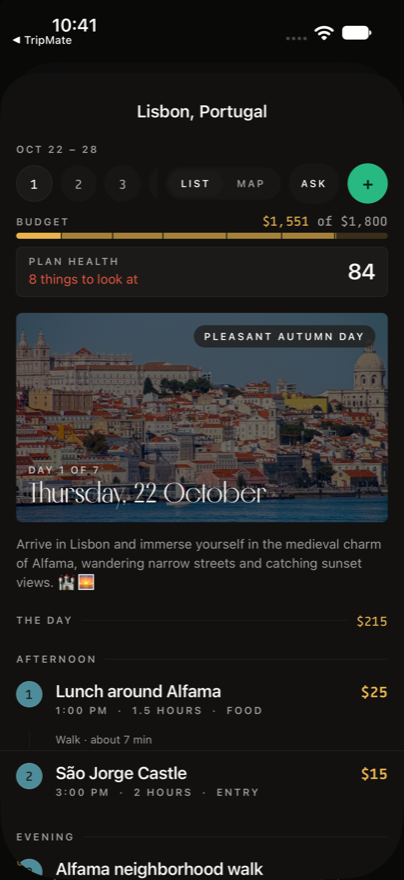 10:41
◀ TripMate
Lisbon, Portugal
OCT 22 – 28
1 2 3 LIST MAP ASK +
BUDGET $1,551 of $1,800
PLAN HEALTH
8 things to look at
84
PLEASANT AUTUMN DAY
DAY 1 OF 7
Thursday, 22 October
Arrive in Lisbon and immerse yourself in the medieval charm
of Alfama, wandering narrow streets and catching sunset
views. 🏰 🌅
THE DAY $215
AFTERNOON
1 Lunch around Alfama $25
1:00 PM · 1.5 HOURS · FOOD
Walk · about 7 min
2 São Jorge Castle $15
3:00 PM · 2 HOURS · ENTRY
EVENING
Alfama neighborhood walk